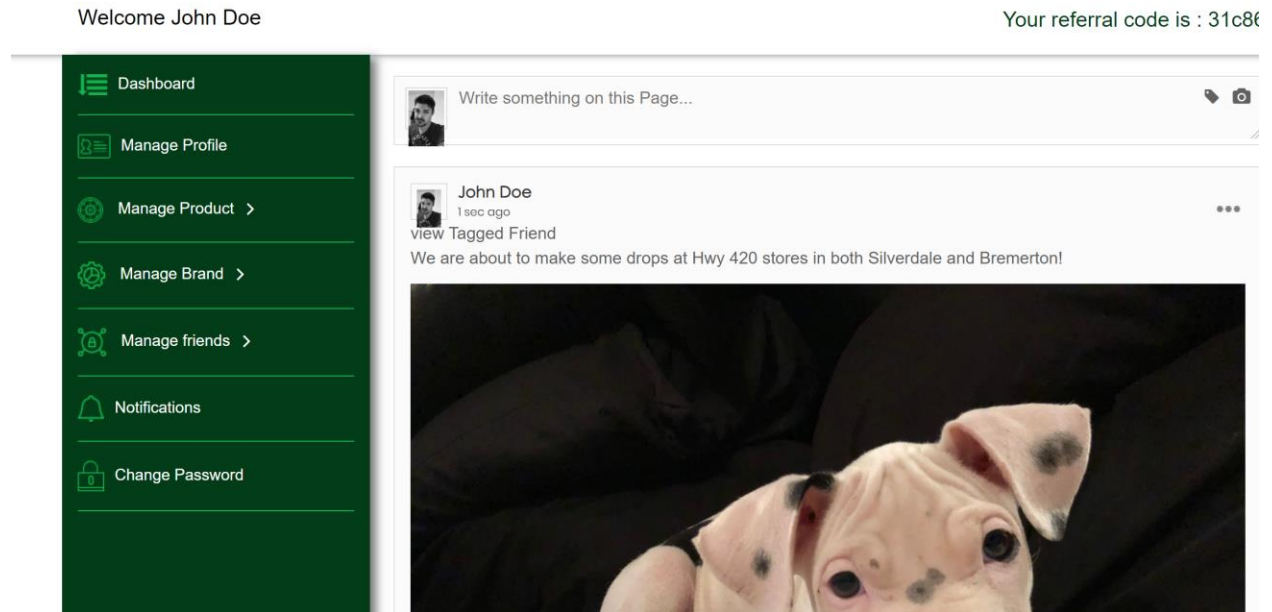 Welcome John Doe
Your referral code is : 31c86
Dashboard
Manage Profile
Manage Product
Manage Brand
Manage friends
Notifications
Change Password
Write something on this Page...
John Doe
1 sec ago
view Tagged Friend
We are about to make some drops at Hwy 420 stores in both Silverdale and Bremerton!